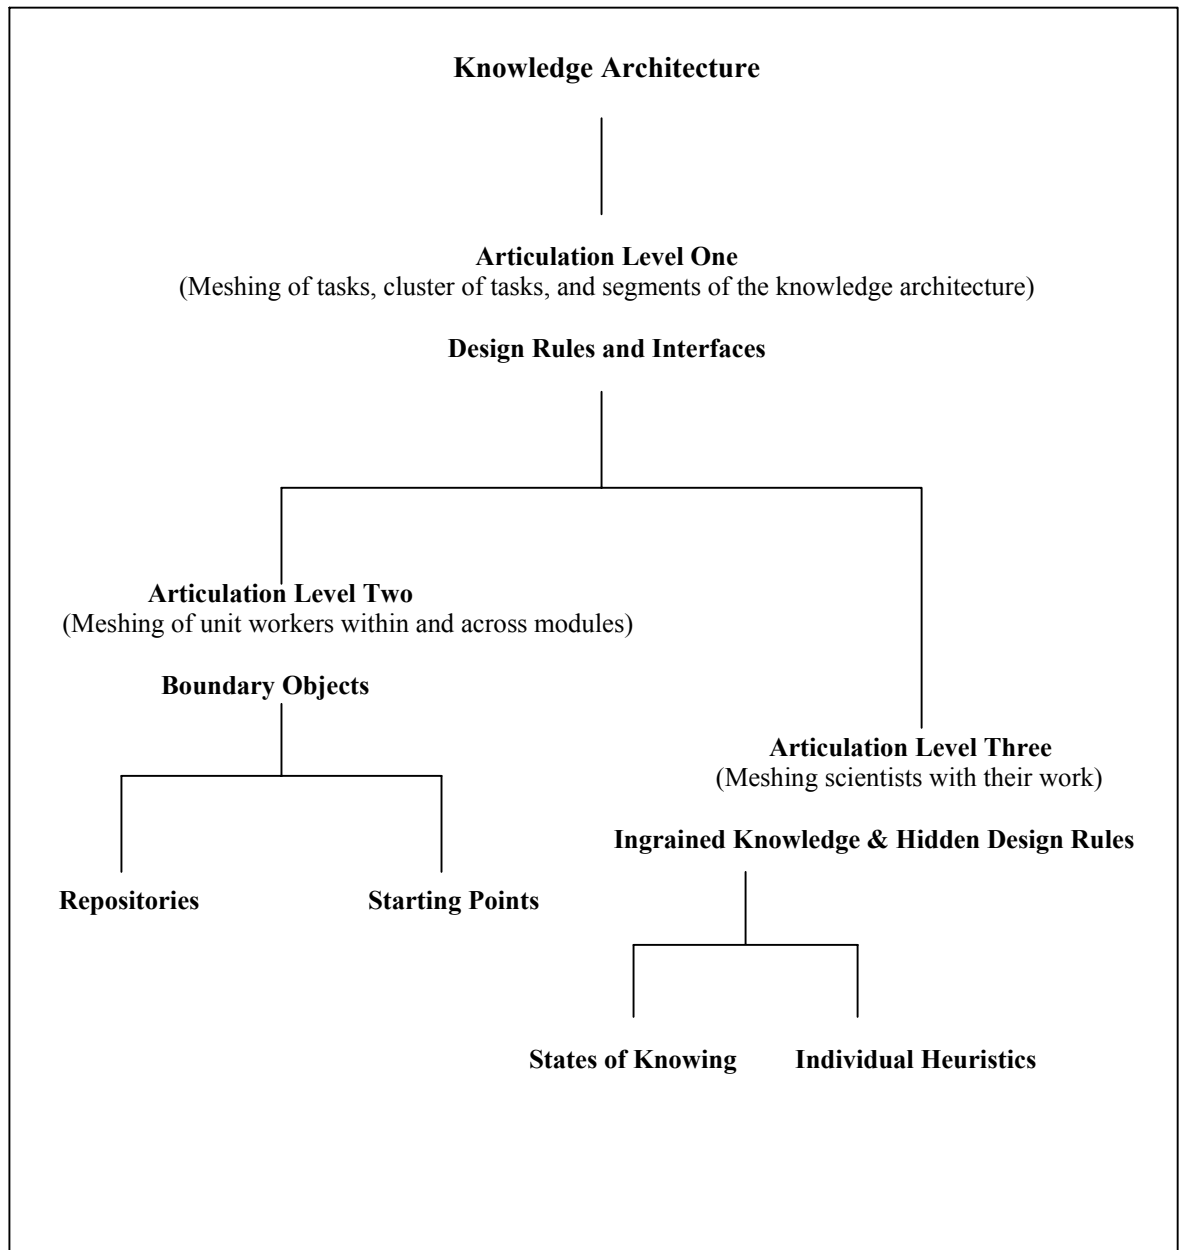 Knowledge Architecture
Articulation Level One
(Meshing of tasks, cluster of tasks, and segments of the knowledge architecture)
Design Rules and Interfaces
Articulation Level Two
(Meshing of unit workers within and across modules)
Boundary Objects
Repositories
Starting Points
Articulation Level Three
(Meshing scientists with their work)
Ingrained Knowledge & Hidden Design Rules
States of Knowing
Individual Heuristics